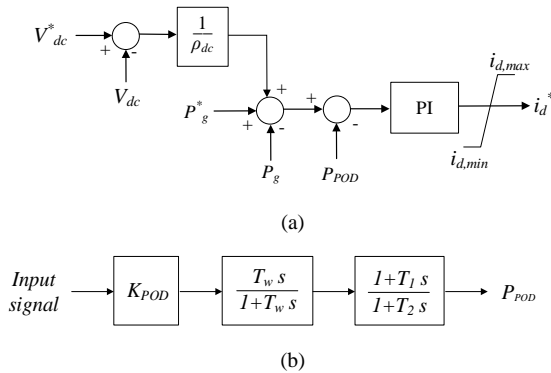 V*dc
+
-
Vdc
1
ρdc
+
P*g
+
-
Pg
+
-
PPOD
PI
id,max
id,min
id*
(a)
Input
signal
KPOD
Tw s
1+Tw s
1+T1 s
1+T2 s
PPOD
(b)